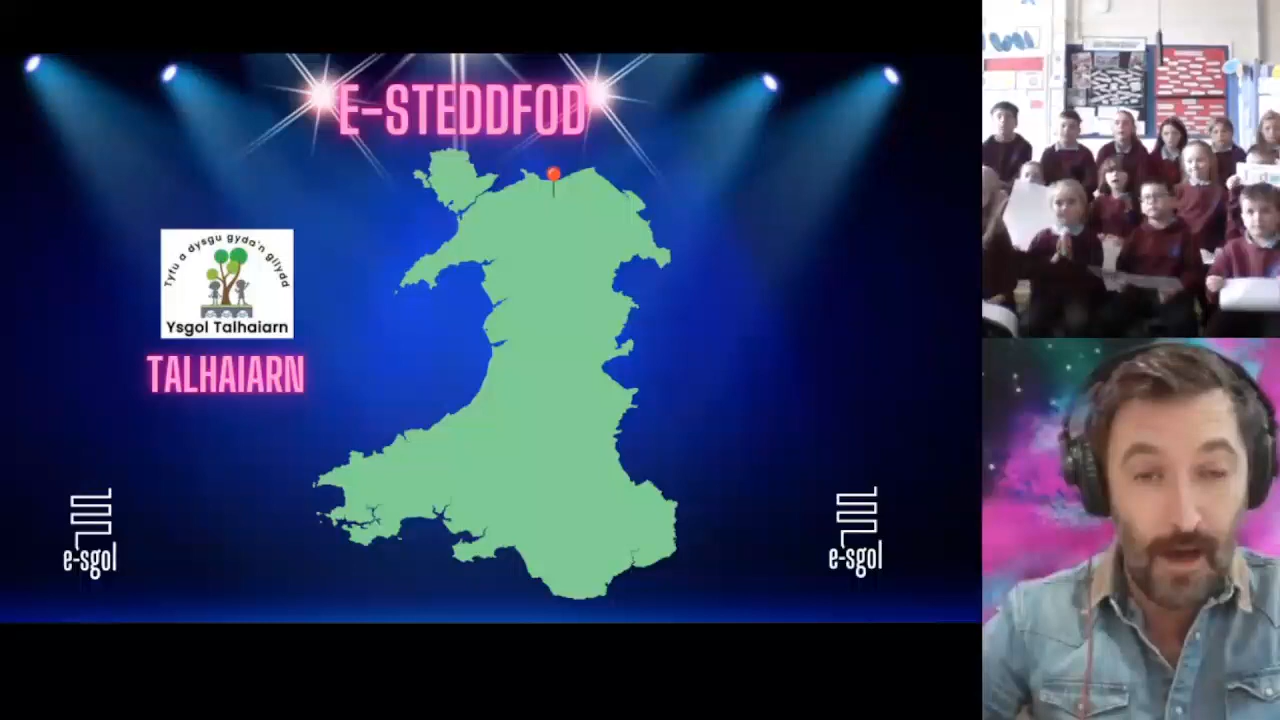 E-STEDDFOD
Tyfu a dysgu gyda'n gilydd
Ysgol Talhaiarn
TALHAIARN
e-sgol
e-sgol